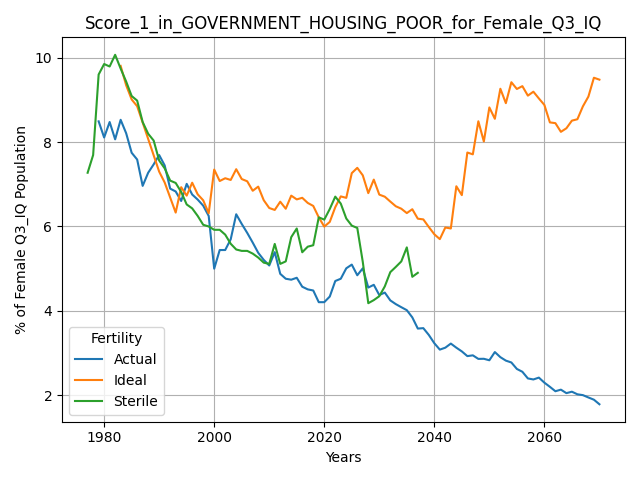 Score_1_in_GOVERNMENT_HOUSING_POOR_for_Female_Q3_IQ
% of Female Q3_IQ Population
10
8
6
4
2
Fertility
Actual
Ideal
Sterile
1980 2000 2020 2040 2060
Years